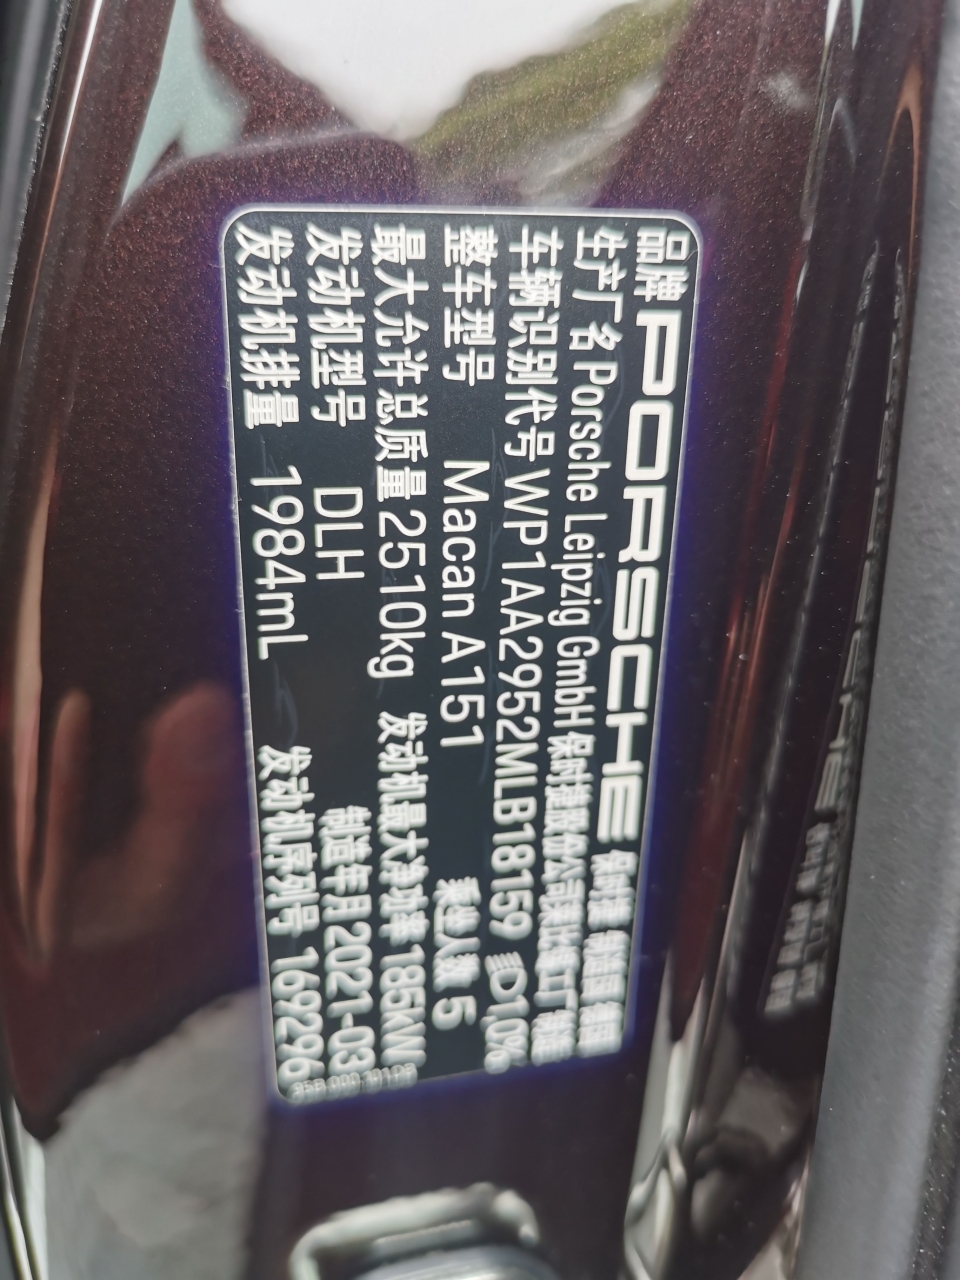 品牌 PORSCHE 保时捷 制造国 德国
生产厂名 Porsche Leipzig GmbH 保时捷股份公司莱比锡工厂 制造
车辆识别代号 WP1AA2952MLB18159 1,0%
整车型号 Macan A151 乘坐人数 5
最大允许总质量 2510kg 发动机最大净功率 185KW
发动机型号 DLH 制造年月 2021-03
发动机排量 1984mL 发动机序列号 169296